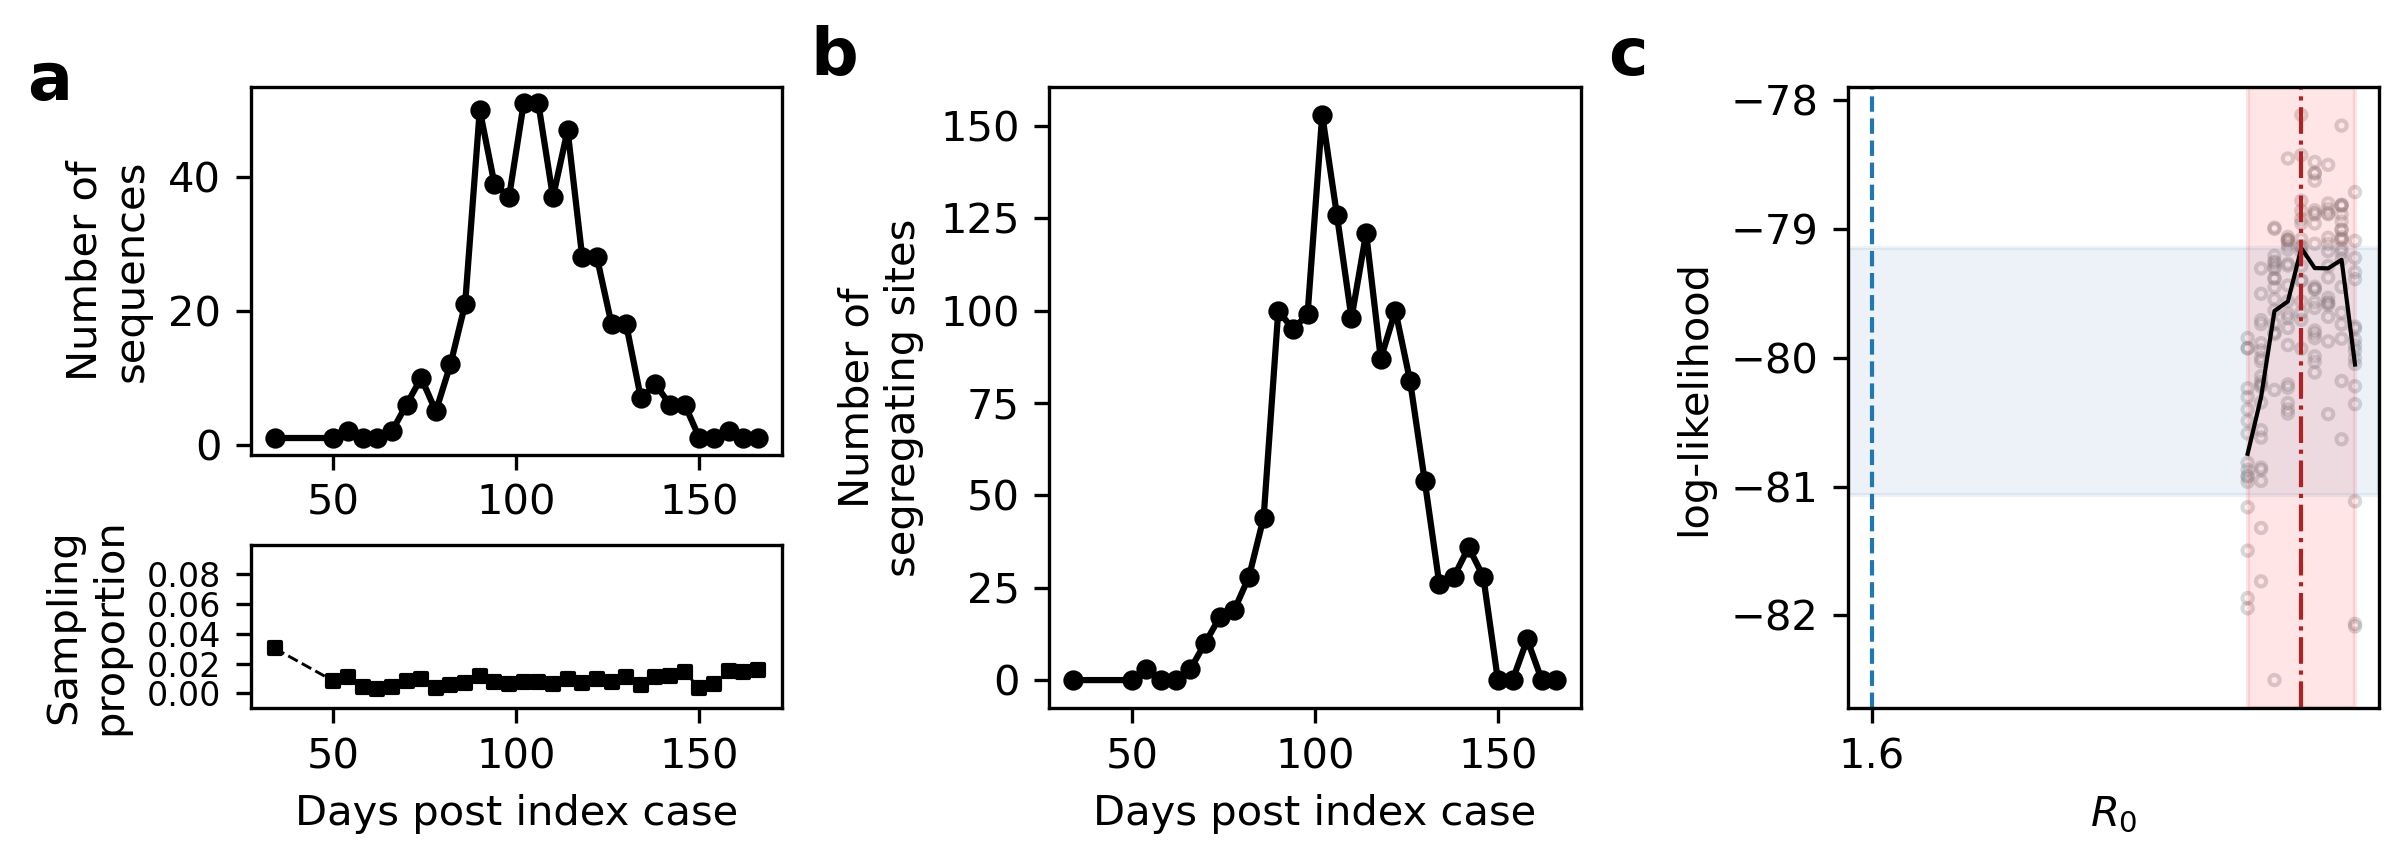 a
Number of
sequences
40
20
0
50 100 150
Sampling
proportion
0.08
0.06
0.04
0.02
0.00
50 100 150
Days post index case
b
Number of
segregating sites
150
125
100
75
50
25
0
50 100 150
Days post index case
c
log-likelihood
−78
−79
−80
−81
−82
1.6
R0